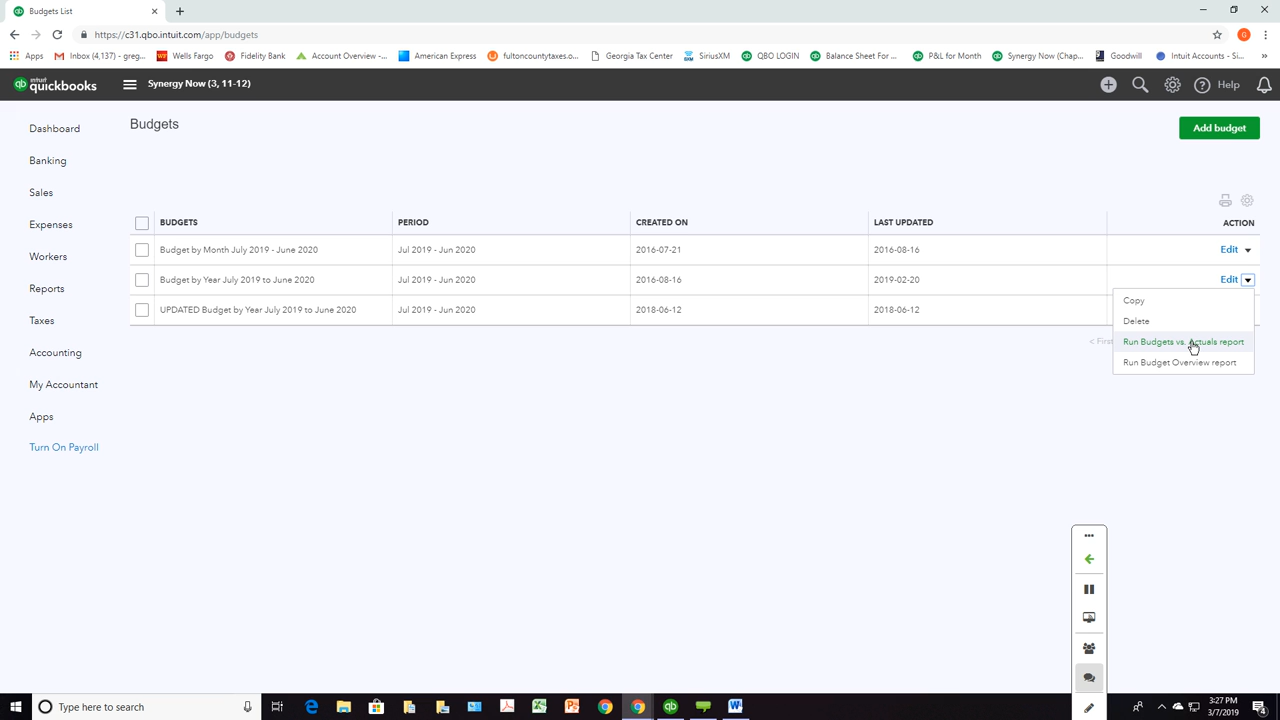 Budgets List
https://c31.qbo.intuit.com/app/budgets
Apps
Inbox (4,137) - greg...
Wells Fargo
Fidelity Bank
Account Overview -...
American Express
fultoncountytaxes.o...
Georgia Tax Center
SiriusXM
QBO LOGIN
Balance Sheet For ...
P&L for Month
Synergy Now (Chap...
Goodwill
Intuit Accounts - Si...
»
G
intuit
quickbooks
Synergy Now (3, 11-12)
Help
Dashboard
Banking
Sales
Expenses
Workers
Reports
Taxes
Accounting
My Accountant
Apps
Turn On Payroll
Budgets
Add budget
BUDGETS PERIOD CREATED ON LAST UPDATED ACTION
Budget by Month July 2019 - June 2020 Jul 2019 - Jun 2020 2016-07-21 2016-08-16 Edit
Budget by Year July 2019 to June 2020 Jul 2019 - Jun 2020 2016-08-16 2019-02-20 Edit
UPDATED Budget by Year July 2019 to June 2020 Jul 2019 - Jun 2020 2018-06-12 2018-06-12
< First
Copy
Delete
Run Budgets vs. Actuals report
Run Budget Overview report
Type here to search
3:27 PM
3/7/2019
4